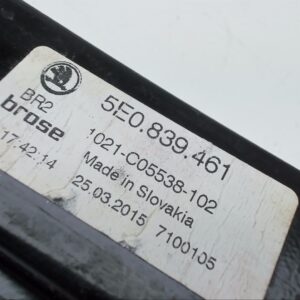 BR2
brose
17.42.14
5E0.839.461
1021-C05538-102
Made in Slovakia
25.03.2015 7100105